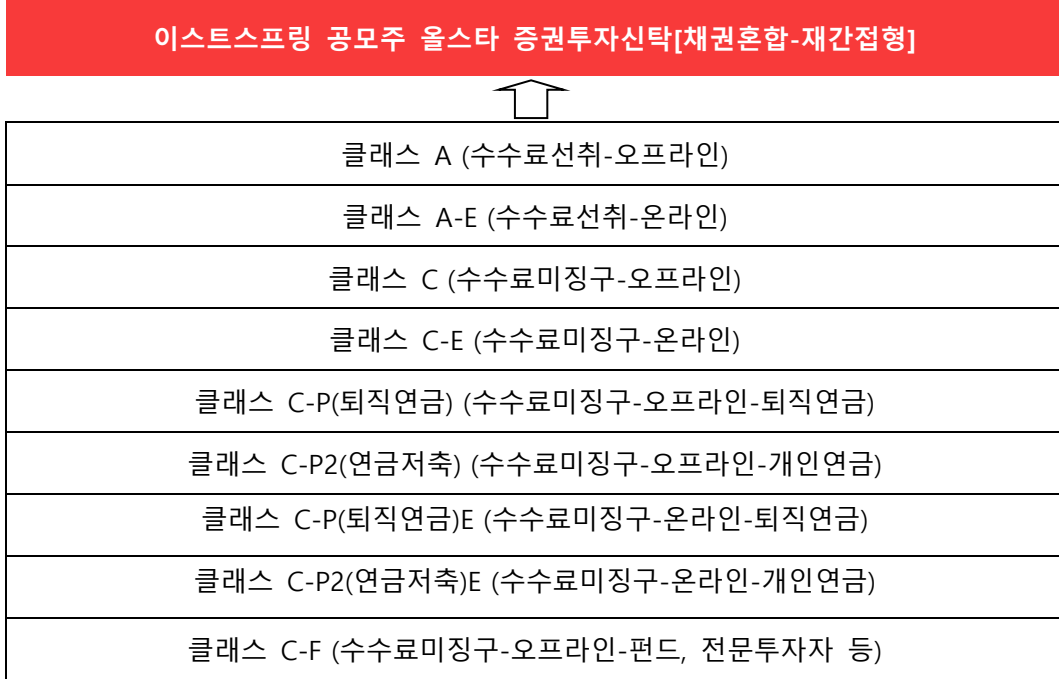 이스트스프링 공모주 올스타 증권투자신탁[채권혼합-재간접형]
클래스 A (수수료선취-오프라인)
클래스 A-E (수수료선취-온라인)
클래스 C (수수료미징구-오프라인)
클래스 C-E (수수료미징구-온라인)
클래스 C-P(퇴직연금) (수수료미징구-오프라인-퇴직연금)
클래스 C-P2(연금저축) (수수료미징구-오프라인-개인연금)
클래스 C-P(퇴직연금)E (수수료미징구-온라인-퇴직연금)
클래스 C-P2(연금저축)E (수수료미징구-온라인-개인연금)
클래스 C-F (수수료미징구-오프라인-펀드, 전문투자자 등)